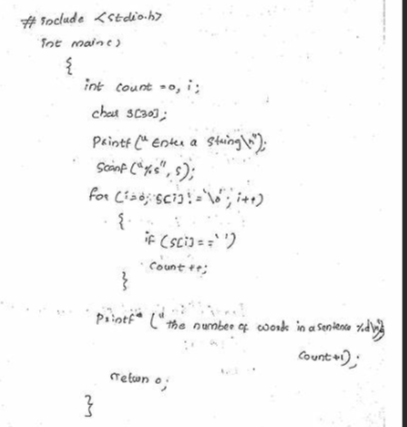 # include <stdio.h>
int main()
{
int count =0, i;
char s[30];
Printf ("Enter a string\n");
Scanf ("%s", s);
for (i=0; s[i]!='\0'; i++)
{
if (s[i]==' ')
count ++;
}
Printf ("the number of words in a sentence %d\n",
count+1);
return 0;
}